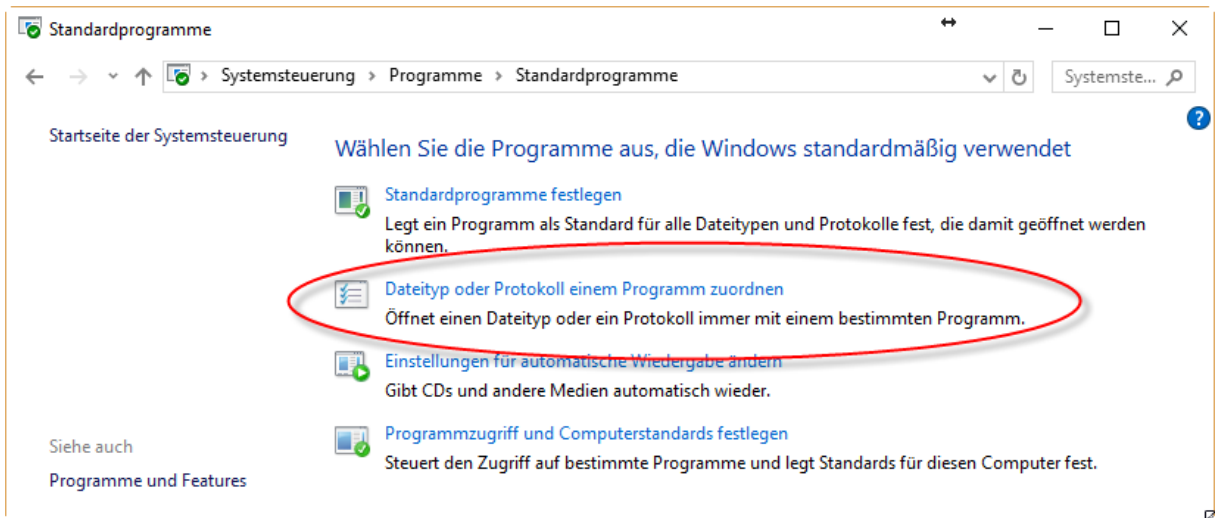 Standardprogramme
Systemsteuerung > Programme > Standardprogramme
Systemste...
Startseite der Systemsteuerung
Wählen Sie die Programme aus, die Windows standardmäßig verwendet
Standardprogramme festlegen
Legt ein Programm als Standard für alle Dateitypen und Protokolle fest, die damit geöffnet werden
können.
Dateityp oder Protokoll einem Programm zuordnen
Öffnet einen Dateityp oder ein Protokoll immer mit einem bestimmten Programm.
Einstellungen für automatische Wiedergabe ändern
Gibt CDs und andere Medien automatisch wieder.
Programmzugriff und Computerstandards festlegen
Steuert den Zugriff auf bestimmte Programme und legt Standards für diesen Computer fest.
Siehe auch
Programme und Features